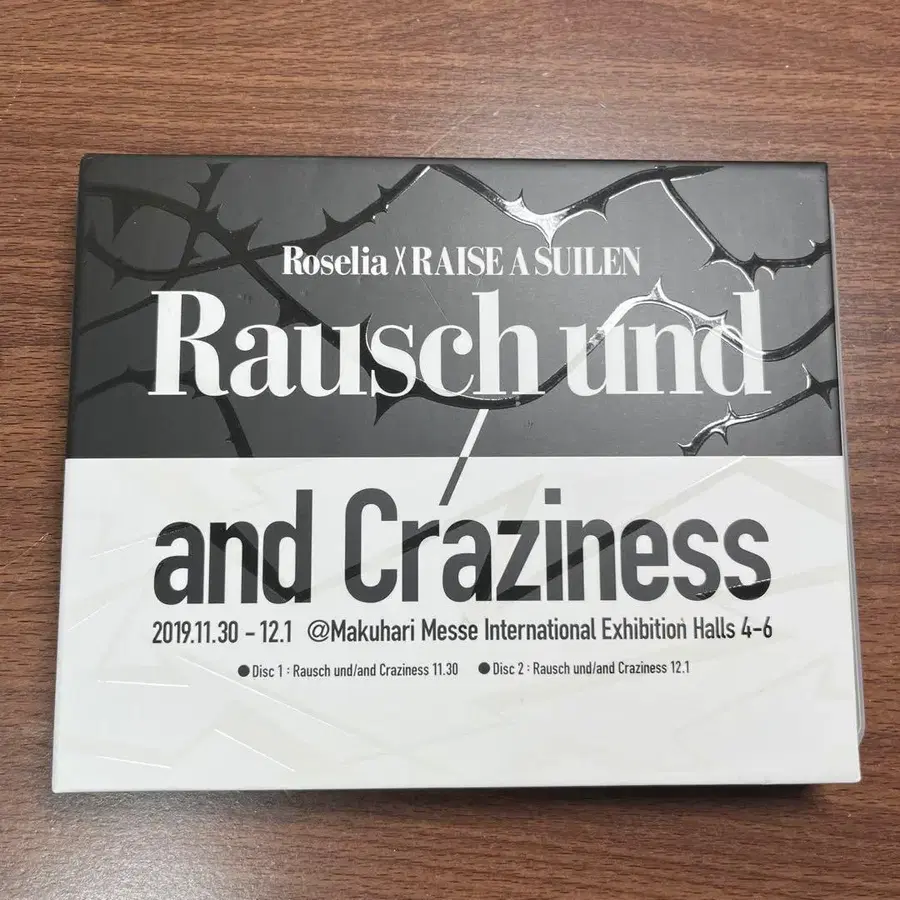 Roselia X RAISE A SUILEN
Rausch und
/
and Craziness
2019.11.30 - 12.1 @Makuhari Messe International Exhibition Halls 4-6
●Disc 1 : Rausch und/and Craziness 11.30 ●Disc 2 : Rausch und/and Craziness 12.1